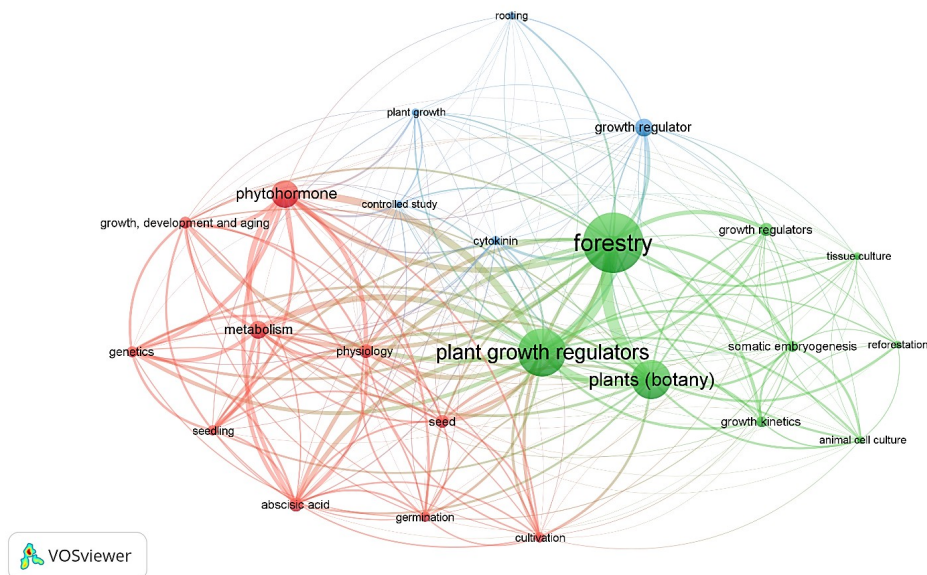 rooting
plant growth
growth regulator
phytohormone
controlled study
growth, development and aging
growth regulators
cytokinin
forestry
tissue culture
metabolism
genetics
physiology
plant growth regulators
somatic embryogenesis
reforestation
plants (botany)
seedling
seed
growth kinetics
animal cell culture
abscisic acid
germination
cultivation
VOSviewer